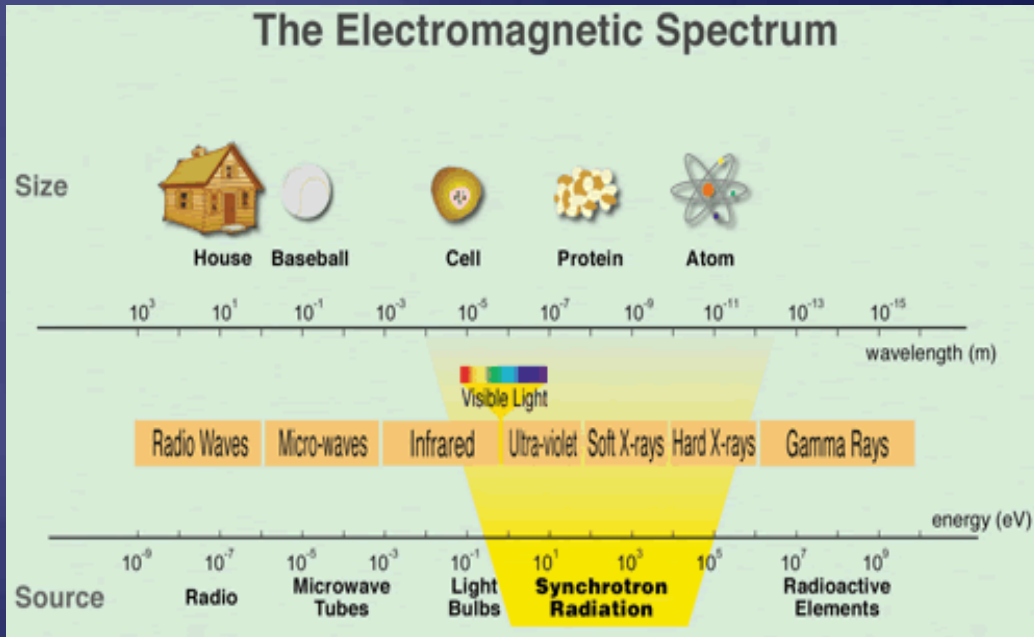 The Electromagnetic Spectrum
Size
House Baseball Cell Protein Atom
10³ 10¹ 10⁻¹ 10⁻³ 10⁻⁵ 10⁻⁷ 10⁻⁹ 10⁻¹¹ 10⁻¹³ 10⁻¹⁵
wavelength (m)
Visible Light
Radio Waves Micro-waves Infrared Ultra-violet Soft X-rays Hard X-rays Gamma Rays
energy (eV)
10⁻⁹ 10⁻⁷ 10⁻⁵ 10⁻³ 10⁻¹ 10¹ 10³ 10⁵ 10⁷ 10⁹
Source
Radio
Microwave
Tubes
Light
Bulbs
Synchrotron
Radiation
Radioactive
Elements